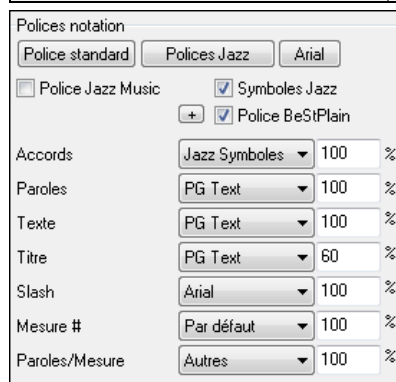 Polices notation
Police standard Polices Jazz Arial
Police Jazz Music Symboles Jazz
+ Police BeStPlain
Accords Jazz Symboles 100 %
Paroles PG Text 100 %
Texte PG Text 100 %
Titre PG Text 60 %
Slash Arial 100 %
Mesure # Par défaut 100 %
Paroles/Mesure Autres 100 %